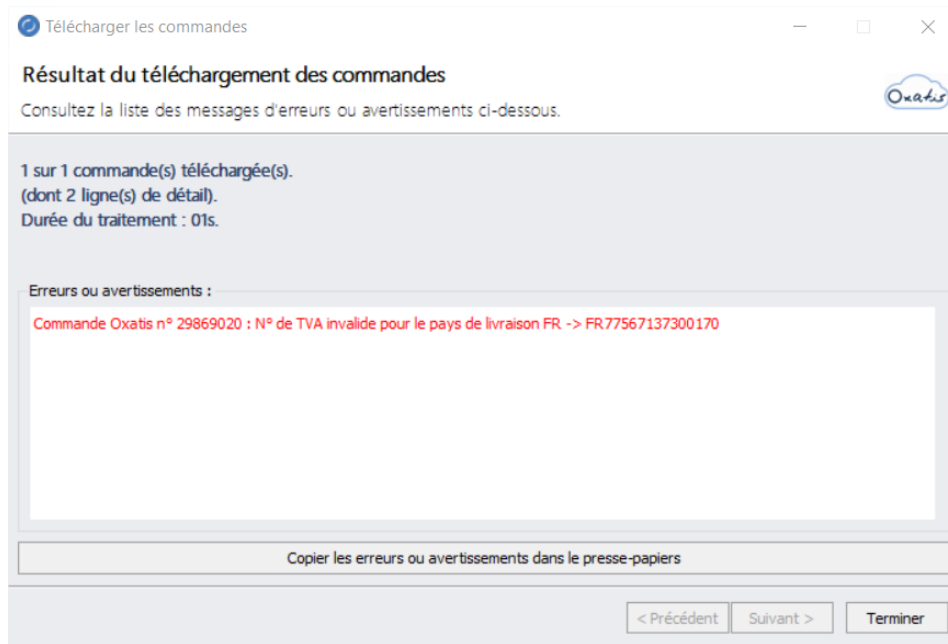 Télécharger les commandes
Résultat du téléchargement des commandes
Oxatis
Consultez la liste des messages d'erreurs ou avertissements ci-dessous.
1 sur 1 commande(s) téléchargée(s).
(dont 2 ligne(s) de détail).
Durée du traitement : 01s.
Erreurs ou avertissements :
Commande Oxatis n° 29869020 : N° de TVA invalide pour le pays de livraison FR -> FR77567137300170
Copier les erreurs ou avertissements dans le presse-papiers
< Précédent
Suivant >
Terminer